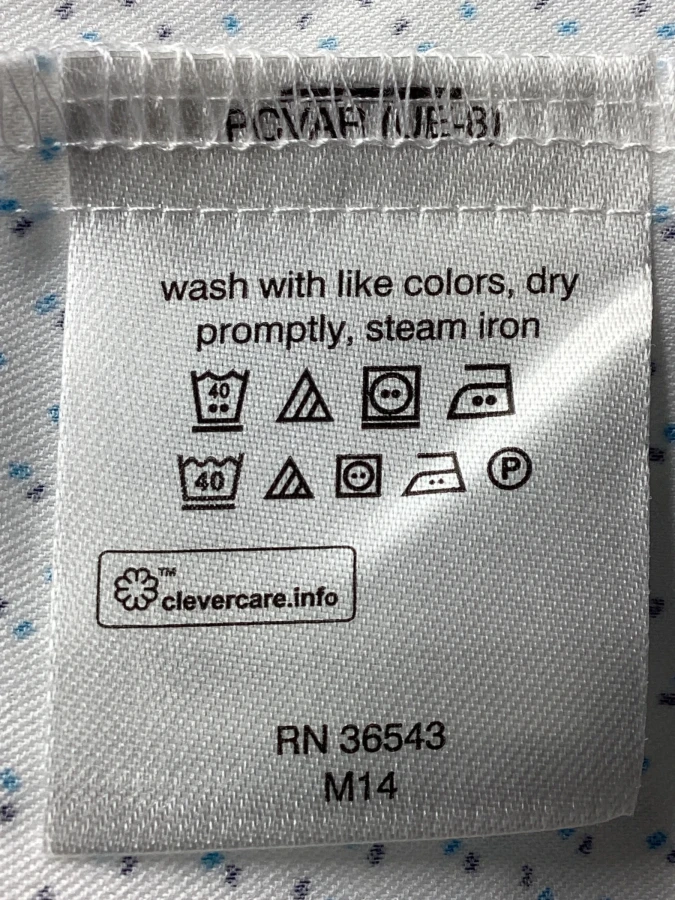 wash with like colors, dry
promptly, steam iron
40
40
P
TM
clevercare.info
RN 36543
M14